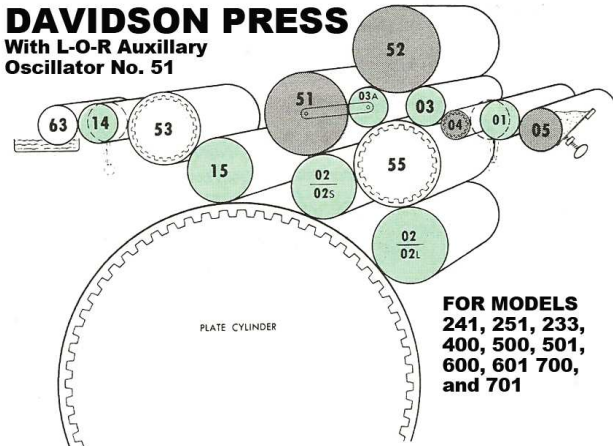 DAVIDSON PRESS
With L-O-R Auxillary
Oscillator No. 51
52
51
03A
03
04
01
05
63
14
53
15
02
02S
55
02
02L
PLATE CYLINDER
FOR MODELS
241, 251, 233,
400, 500, 501,
600, 601 700,
and 701